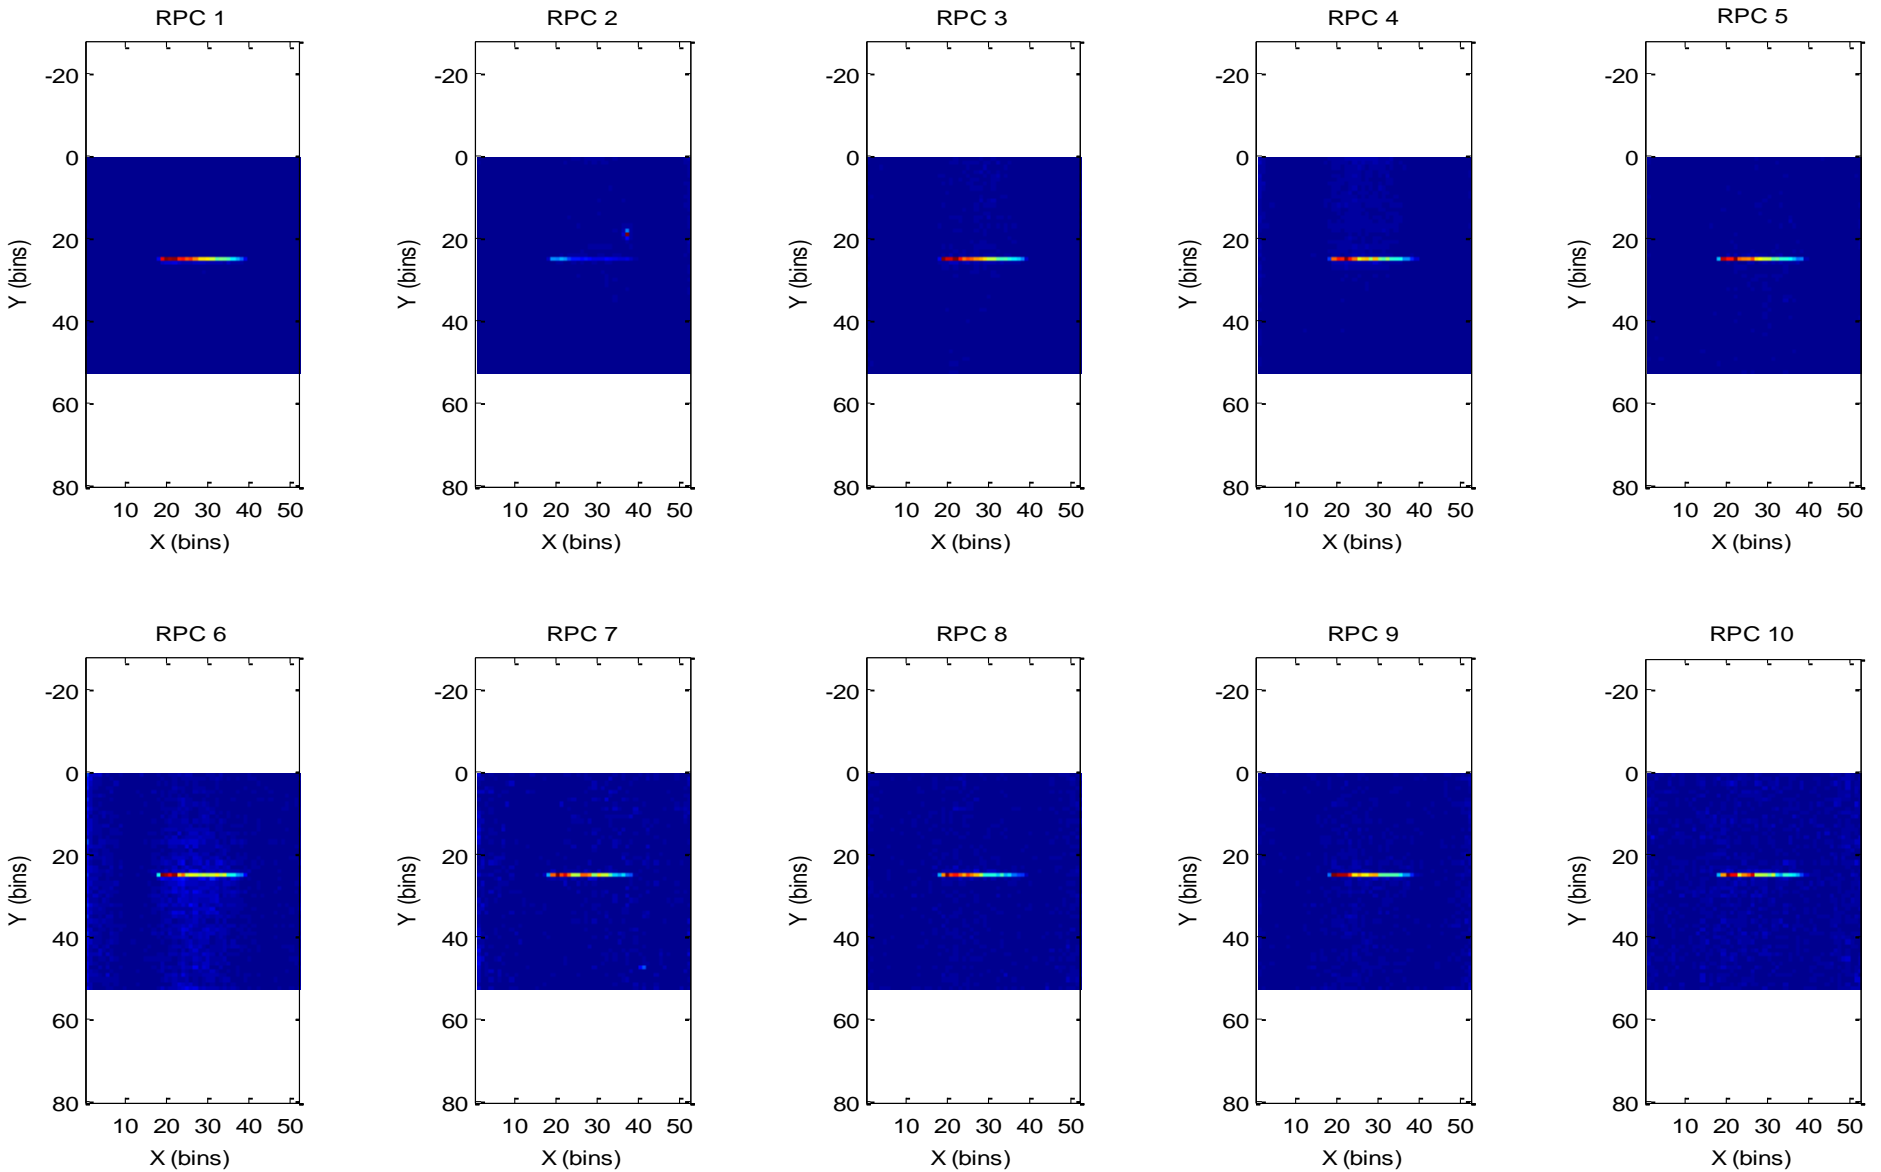 RPC 1 RPC 2 RPC 3 RPC 4 RPC 5
-20 -20 -20 -20 -20
0 0 0 0 0
20 20 20 20 20
Y (bins) Y (bins) Y (bins) Y (bins) Y (bins)
40 40 40 40 40
60 60 60 60 60
80 80 80 80 80
10 20 30 40 50 10 20 30 40 50 10 20 30 40 50 10 20 30 40 50 10 20 30 40 50
X (bins) X (bins) X (bins) X (bins) X (bins)
RPC 6 RPC 7 RPC 8 RPC 9 RPC 10
-20 -20 -20 -20 -20
0 0 0 0 0
20 20 20 20 20
Y (bins) Y (bins) Y (bins) Y (bins) Y (bins)
40 40 40 40 40
60 60 60 60 60
80 80 80 80 80
10 20 30 40 50 10 20 30 40 50 10 20 30 40 50 10 20 30 40 50 10 20 30 40 50
X (bins) X (bins) X (bins) X (bins) X (bins)